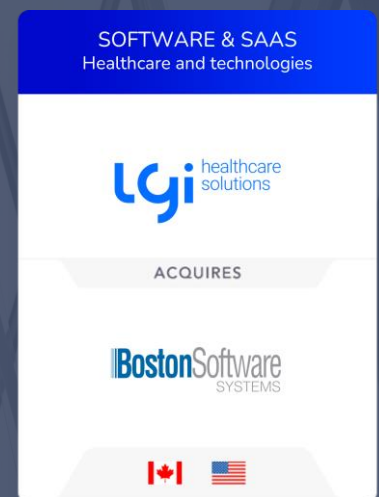 SOFTWARE & SAAS
Healthcare and technologies
LGi healthcare
solutions
ACQUIRES
BostonSoftware
SYSTEMS